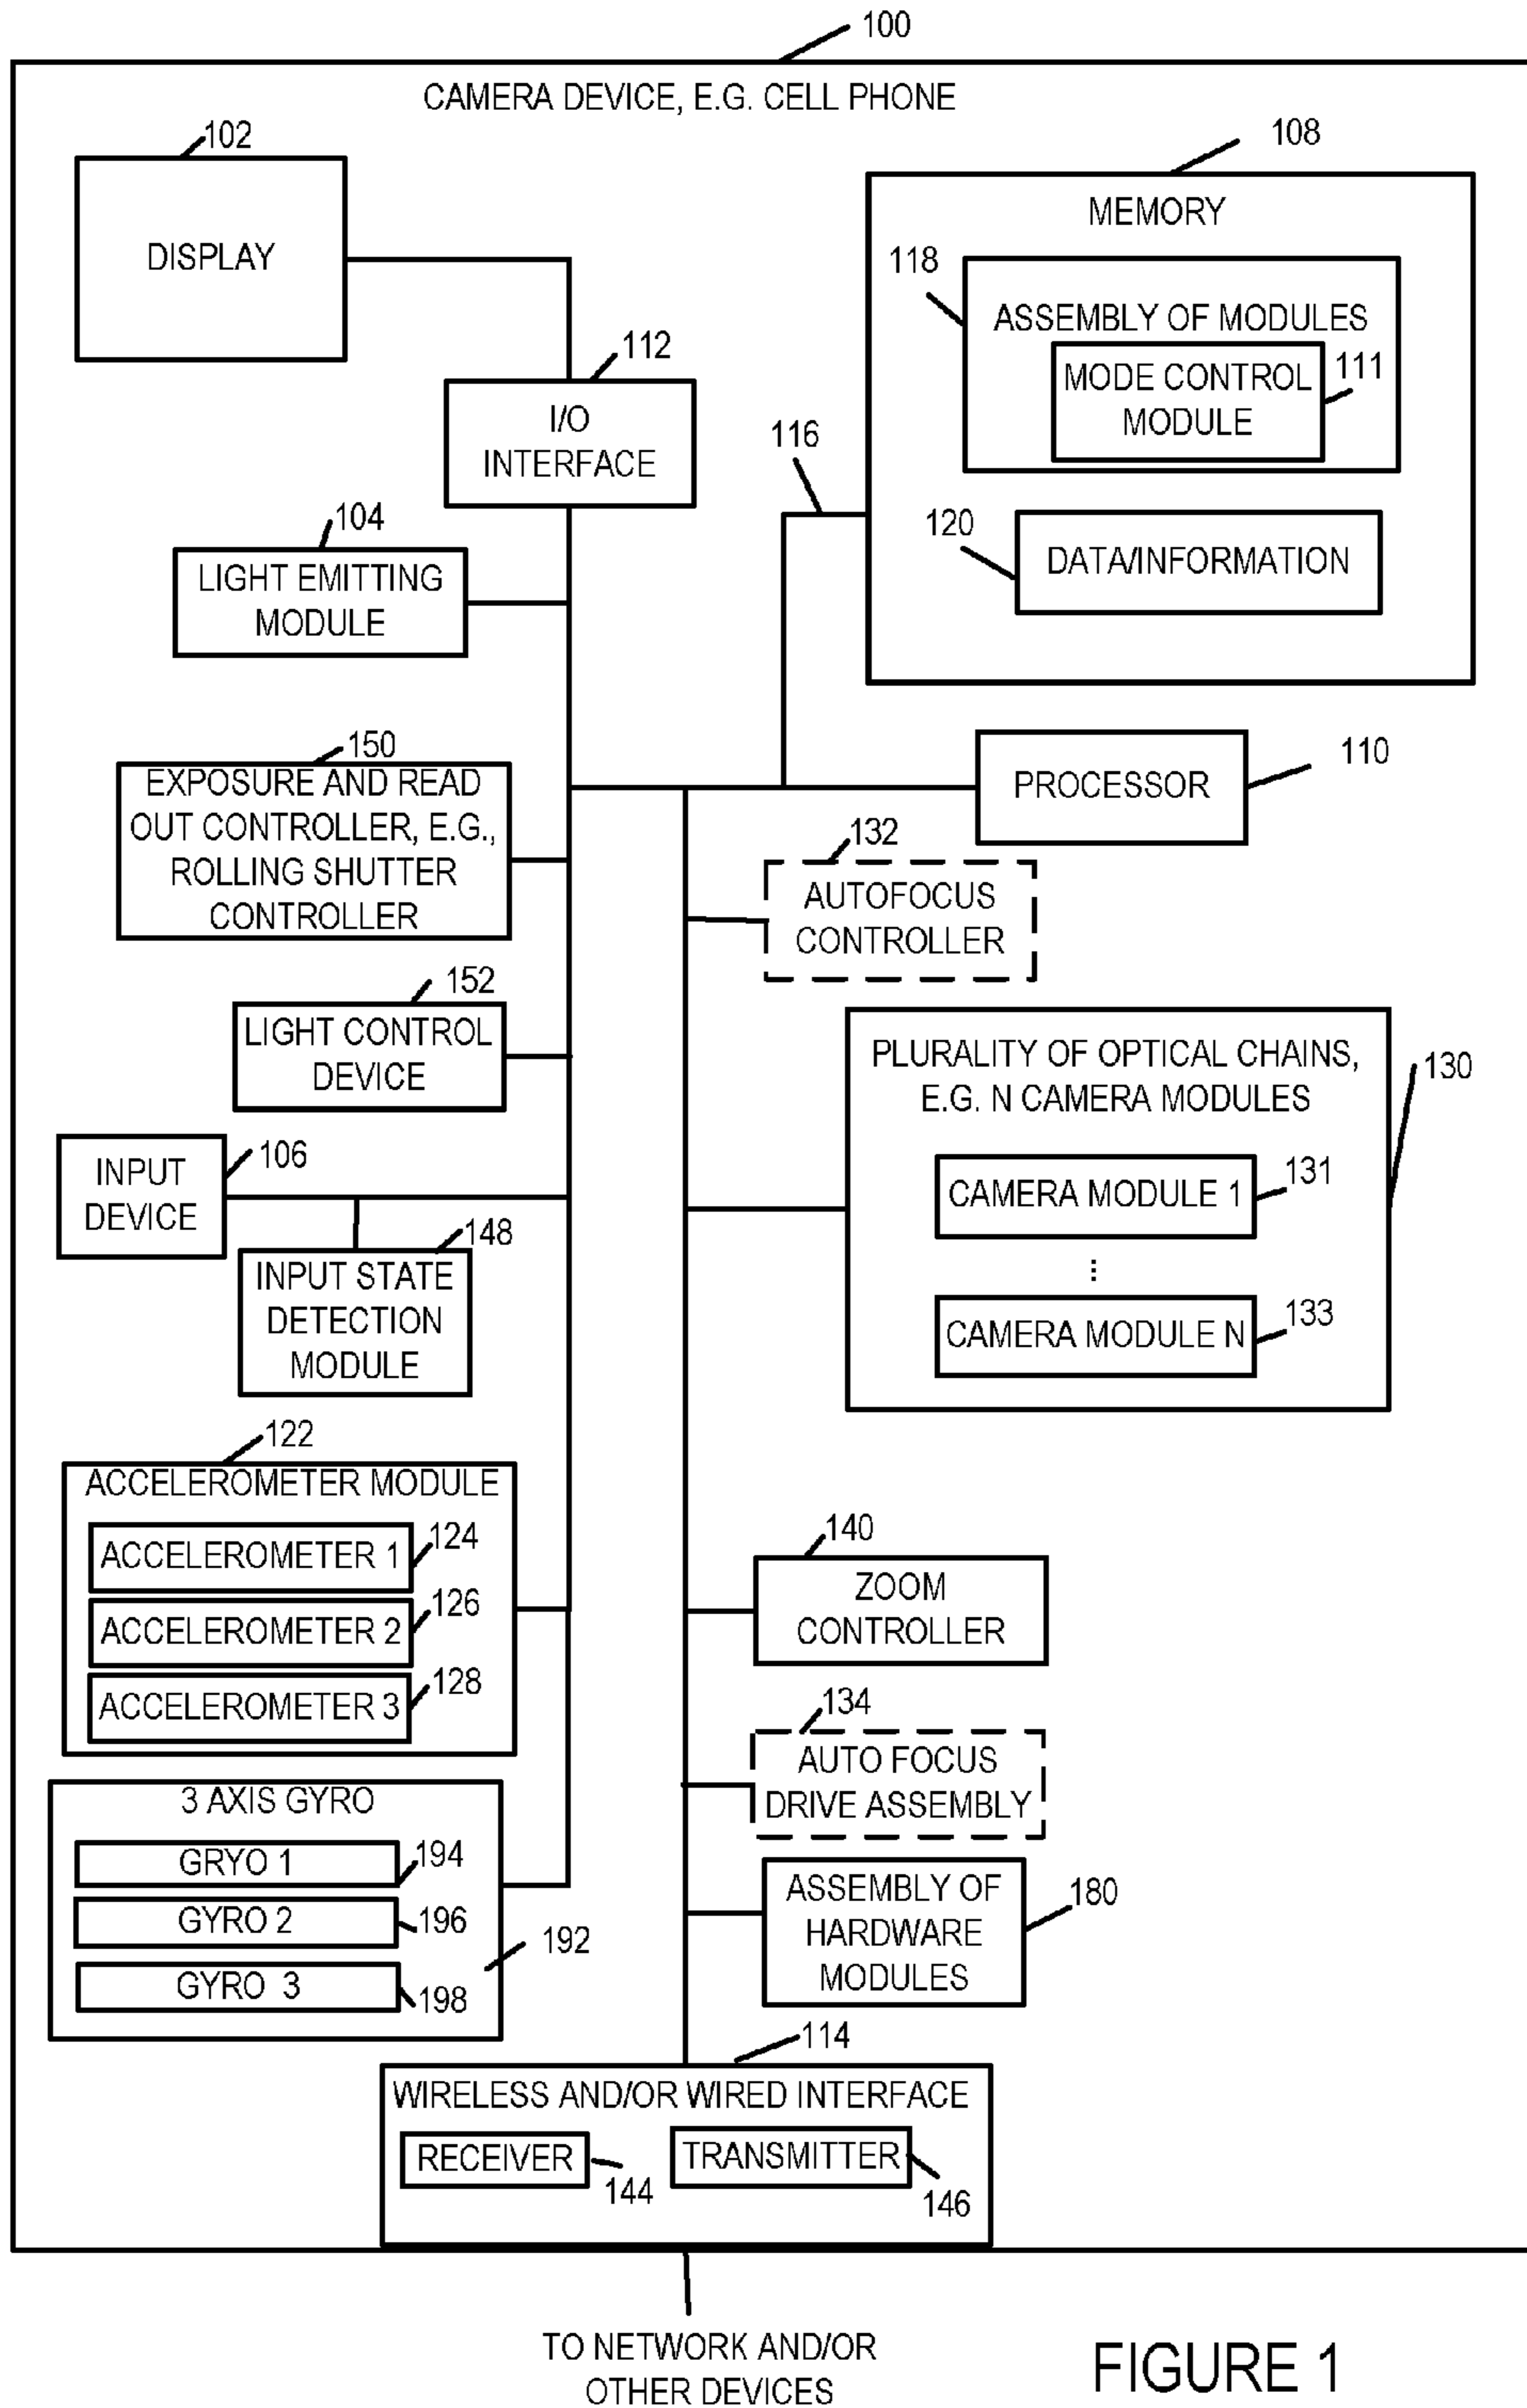 100
CAMERA DEVICE, E.G. CELL PHONE
102
DISPLAY
108
MEMORY
118
ASSEMBLY OF MODULES
MODE CONTROL
MODULE
111
120
DATA/INFORMATION
112
I/O
INTERFACE
116
104
LIGHT EMITTING
MODULE
150
EXPOSURE AND READ
OUT CONTROLLER, E.G.,
ROLLING SHUTTER
CONTROLLER
PROCESSOR
110
132
AUTOFOCUS
CONTROLLER
152
LIGHT CONTROL
DEVICE
PLURALITY OF OPTICAL CHAINS,
E.G. N CAMERA MODULES
130
CAMERA MODULE 1
131
...
CAMERA MODULE N
133
INPUT
DEVICE
106
148
INPUT STATE
DETECTION
MODULE
122
ACCELEROMETER MODULE
ACCELEROMETER 1
124
ACCELEROMETER 2
126
ACCELEROMETER 3
128
140
ZOOM
CONTROLLER
134
AUTO FOCUS
DRIVE ASSEMBLY
3 AXIS GYRO
GRYO 1
194
GYRO 2
196
192
GYRO 3
198
ASSEMBLY OF
HARDWARE
MODULES
180
114
WIRELESS AND/OR WIRED INTERFACE
RECEIVER
144
TRANSMITTER
146
TO NETWORK AND/OR
OTHER DEVICES
FIGURE 1